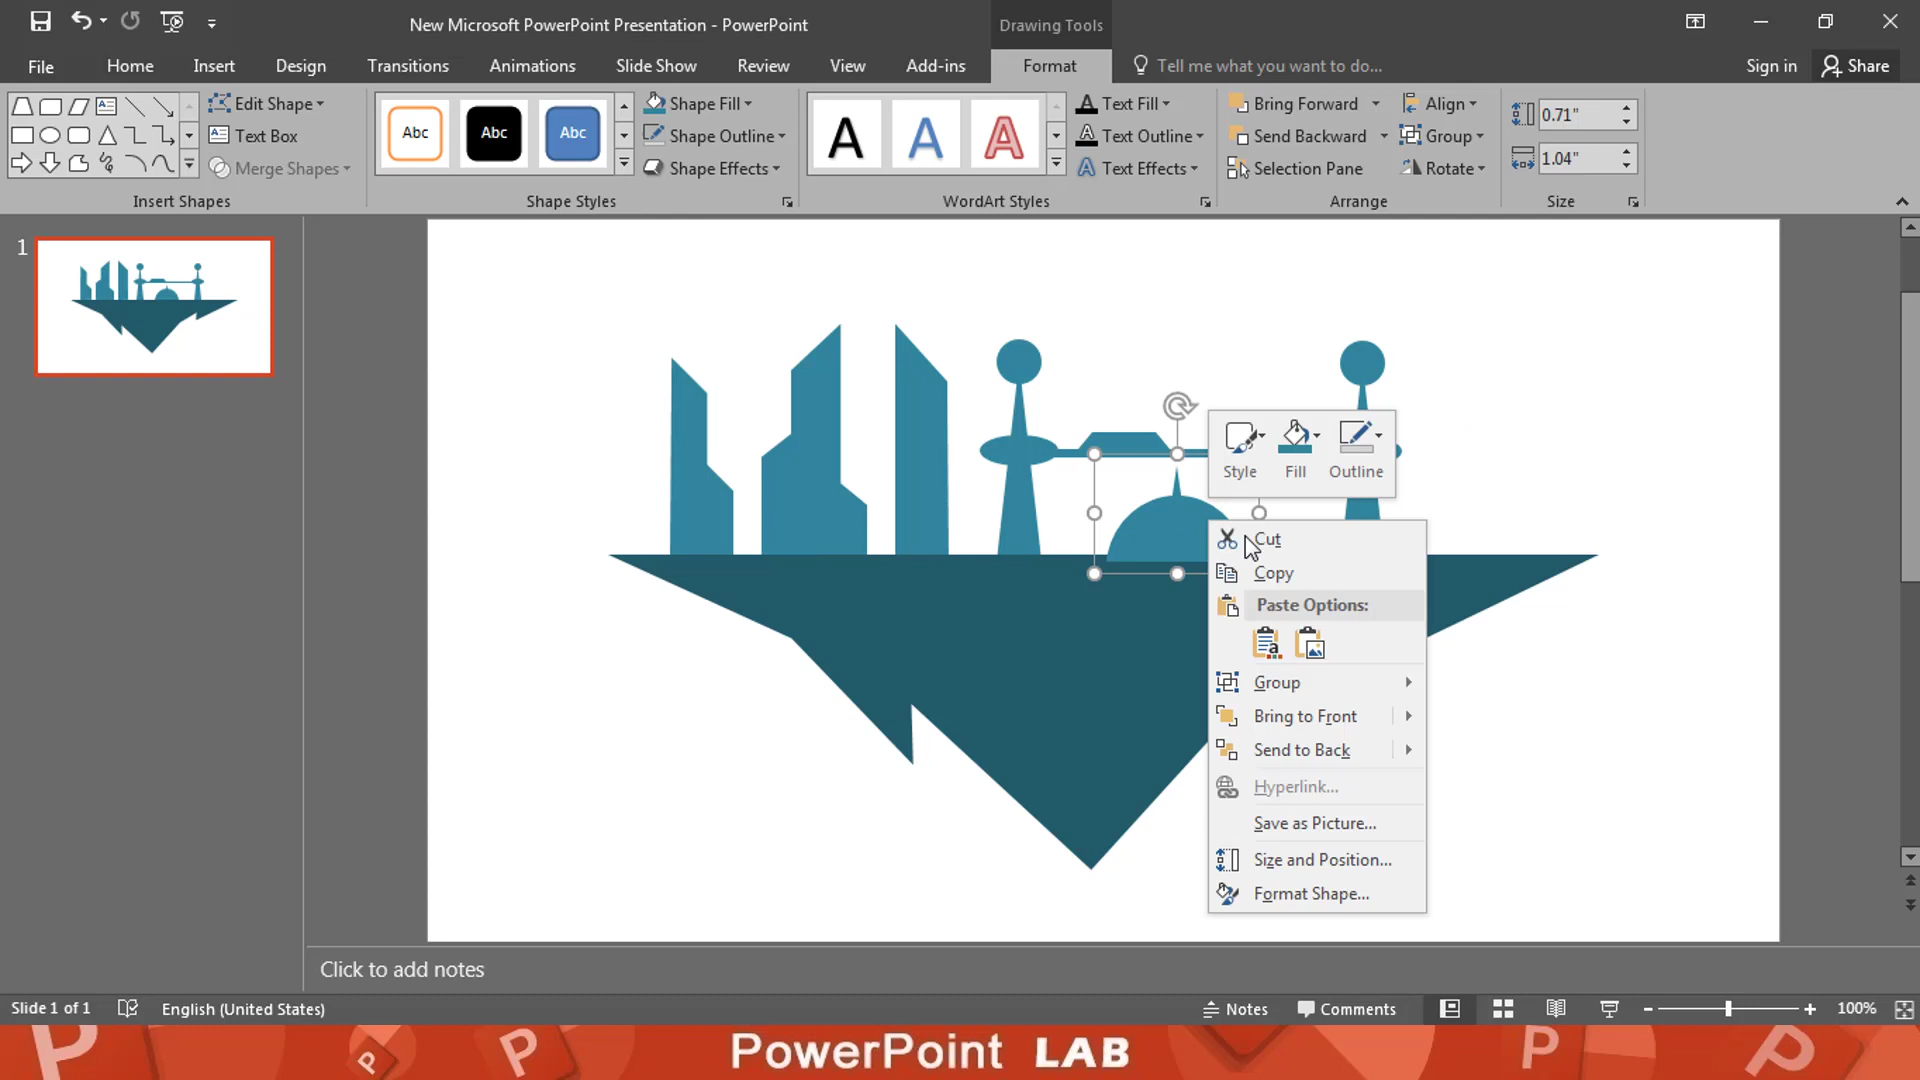 New Microsoft PowerPoint Presentation - PowerPoint
Drawing Tools
File Home Insert Design Transitions Animations Slide Show Review View Add-ins Format Tell me what you want to do... Sign in Share
Edit Shape
Text Box
Merge Shapes
Insert Shapes
Abc Abc Abc
Shape Fill
Shape Outline
Shape Effects
Shape Styles
A A A
Text Fill
Text Outline
Text Effects
WordArt Styles
Bring Forward
Send Backward
Selection Pane
Align
Group
Rotate
Arrange
0.71"
1.04"
Size
1
Style Fill Outline
Cut
Copy
Paste Options:
Group
Bring to Front
Send to Back
Hyperlink...
Save as Picture...
Size and Position...
Format Shape...
Click to add notes
Slide 1 of 1 English (United States) Notes Comments 100%
PowerPoint LAB